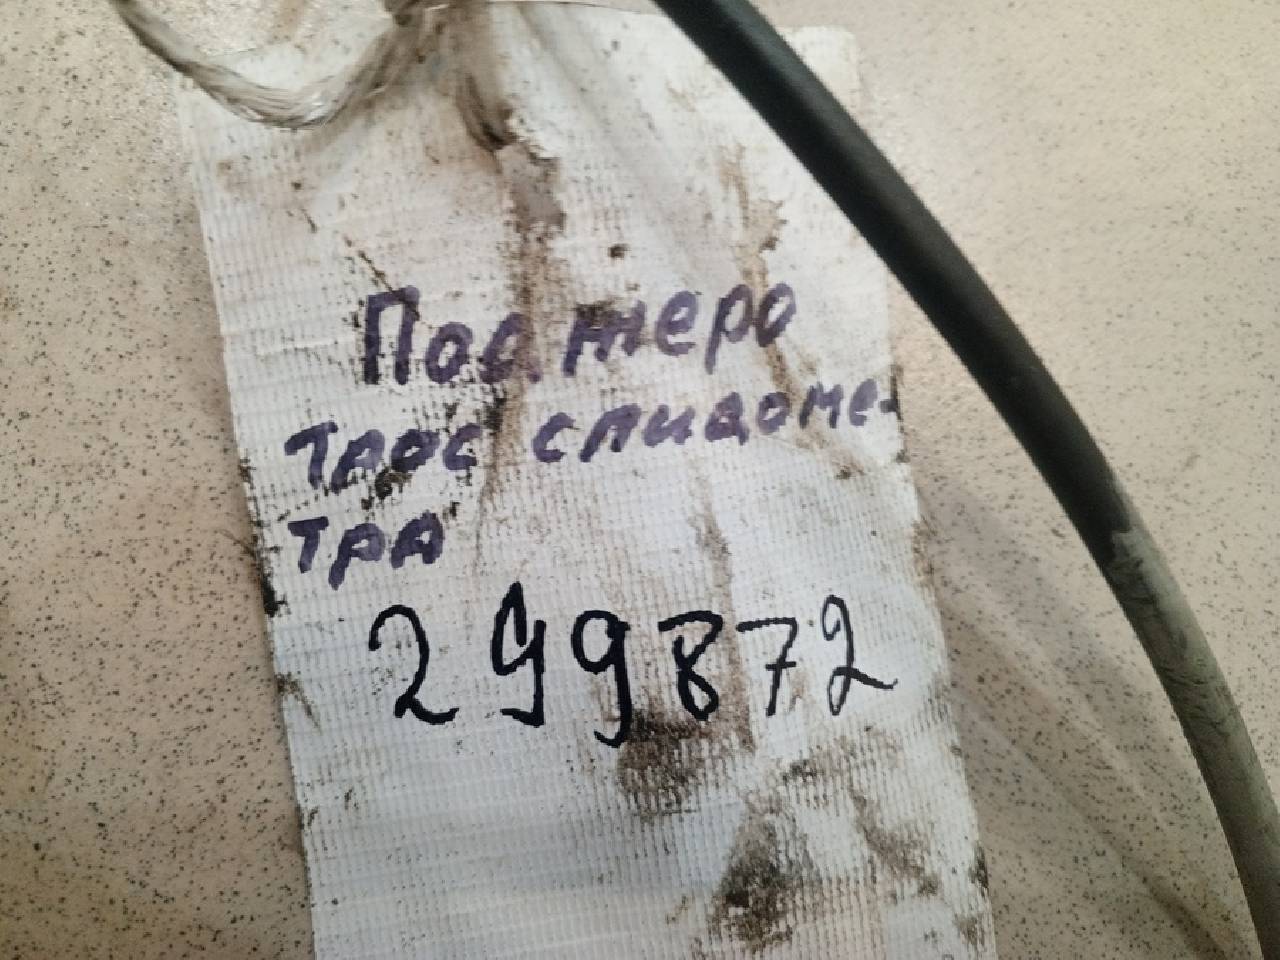 Паджеро
трос спидоме-
тра
299872